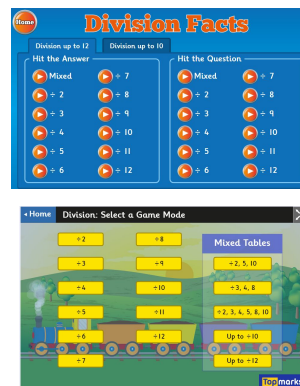 Home
Division Facts
Division up to 12
Division up to 10
Hit the Answer
Mixed
÷ 7
÷ 2
÷ 8
÷ 3
÷ 9
÷ 4
÷ 10
÷ 5
÷ 11
÷ 6
÷ 12
Hit the Question
Mixed
÷ 7
÷ 2
÷ 8
÷ 3
÷ 9
÷ 4
÷ 10
÷ 5
÷ 11
÷ 6
÷ 12
Home
Division: Select a Game Mode
÷2
÷8
÷3
÷9
÷4
÷10
÷5
÷11
÷6
÷12
÷7
Mixed Tables
÷2, 5, 10
÷3, 4, 8
÷2, 3, 4, 5, 8, 10
Up to ÷10
Up to ÷12
Topmarks